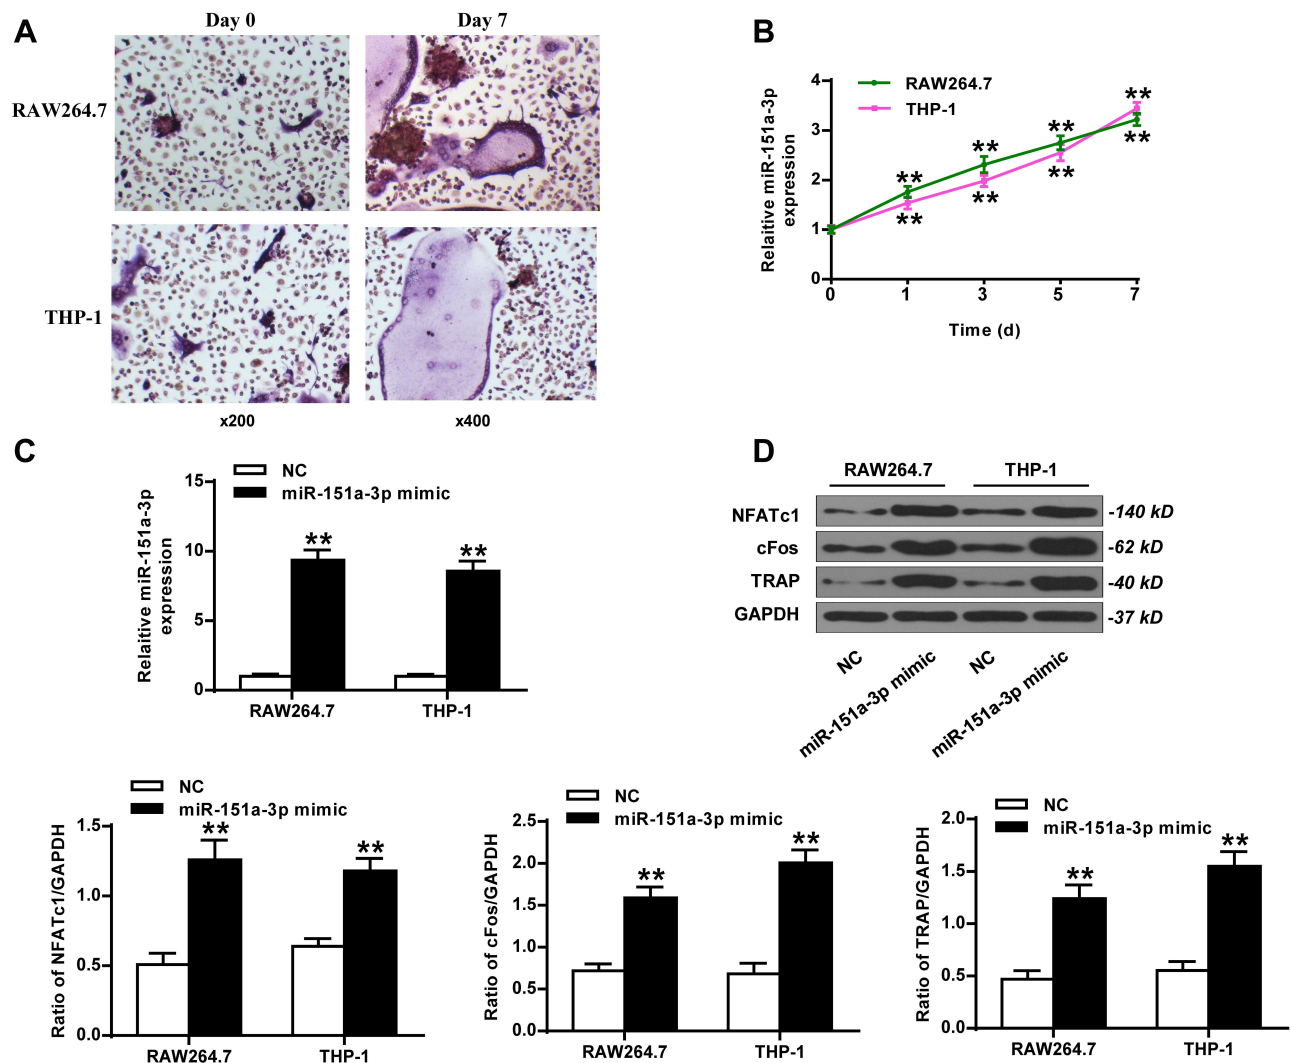 A
Day 0
Day 7
RAW264.7
THP-1
x200
x400
B
Relaitive miR-151a-3p
expression
4
3
2
1
0
RAW264.7
THP-1
**
**
**
**
**
**
**
**
0
1
3
5
7
Time (d)
C
NC
miR-151a-3p mimic
Relaitive miR-151a-3p
expression
15
10
5
0
**
**
RAW264.7
THP-1
D
RAW264.7
THP-1
NFATc1
-140 kD
cFos
-62 kD
TRAP
-40 kD
GAPDH
-37 kD
NC
miR-151a-3p mimic
NC
miR-151a-3p mimic
NC
miR-151a-3p mimic
Ratio of NFATc1/GAPDH
1.5
1.0
0.5
0.0
**
**
RAW264.7
THP-1
NC
miR-151a-3p mimic
Ratio of cFos/GAPDH
2.5
2.0
1.5
1.0
0.5
0.0
**
**
RAW264.7
THP-1
NC
miR-151a-3p mimic
Ratio of TRAP/GAPDH
2.0
1.5
1.0
0.5
0.0
**
**
RAW264.7
THP-1